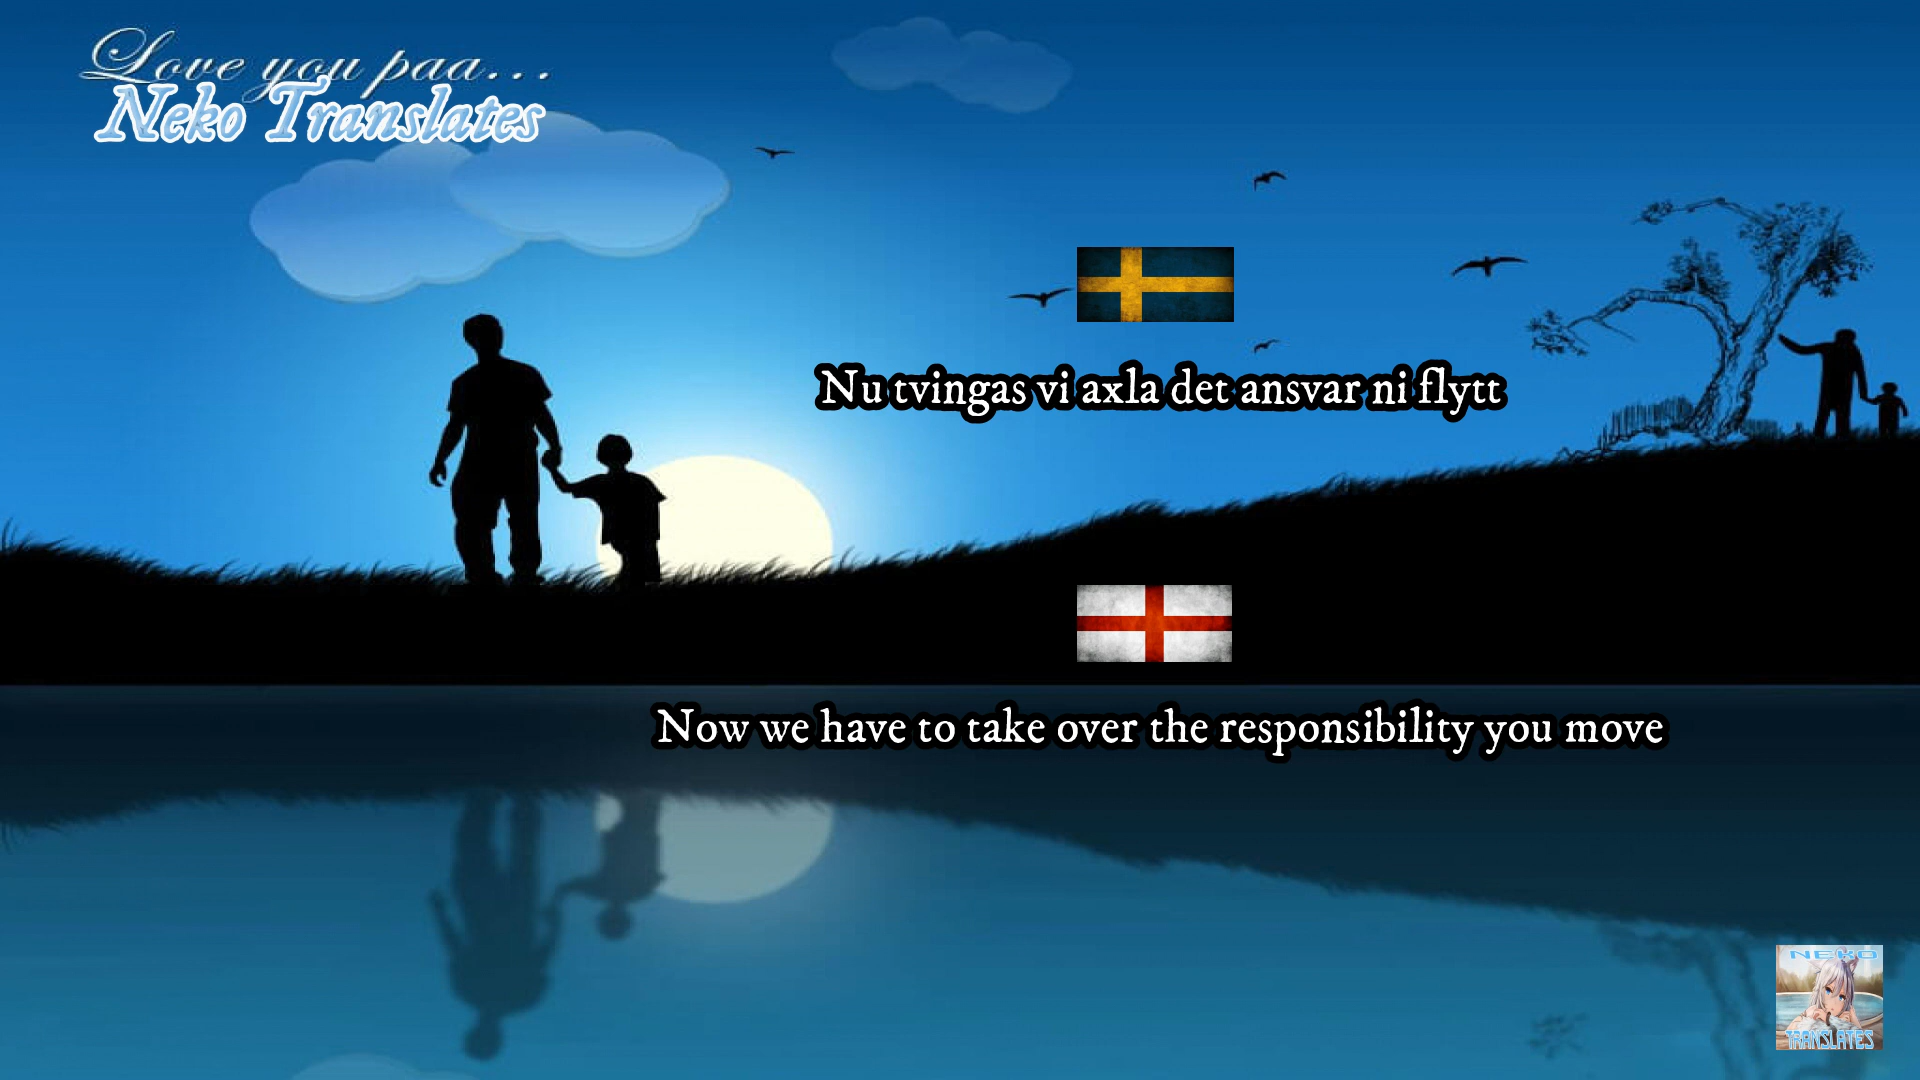 Love you paa...
Neko Translates
Nu tvingas vi axla det ansvar ni flytt
Now we have to take over the responsibility you move
NEKO
TRANSLATES